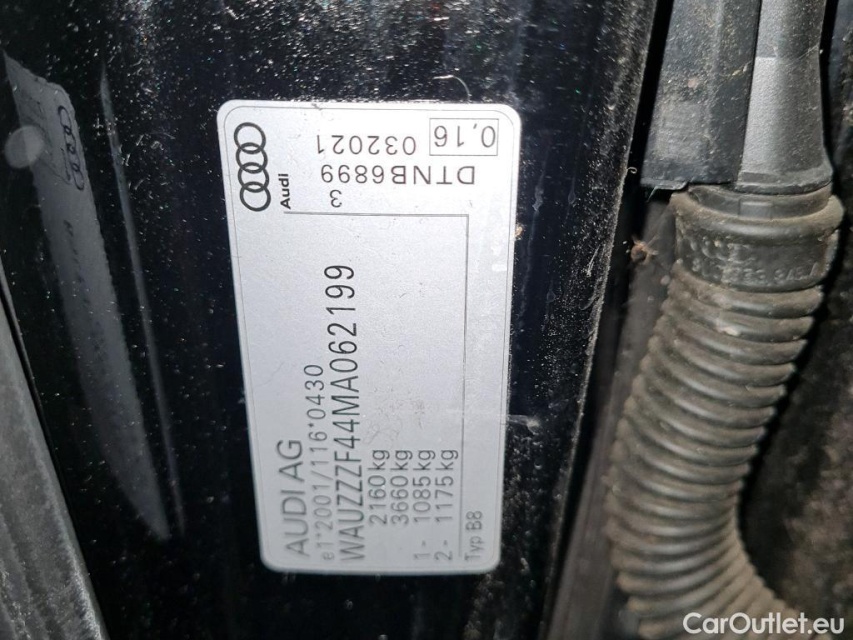 AUDI AG
e1*2001/116*0430
WAUZZZF44MA062199
2160kg
3660kg
1- 1085kg
2- 1175kg
Typ B8
Audi
3
DTNB6899
032021
0,16
CarOutlet.eu